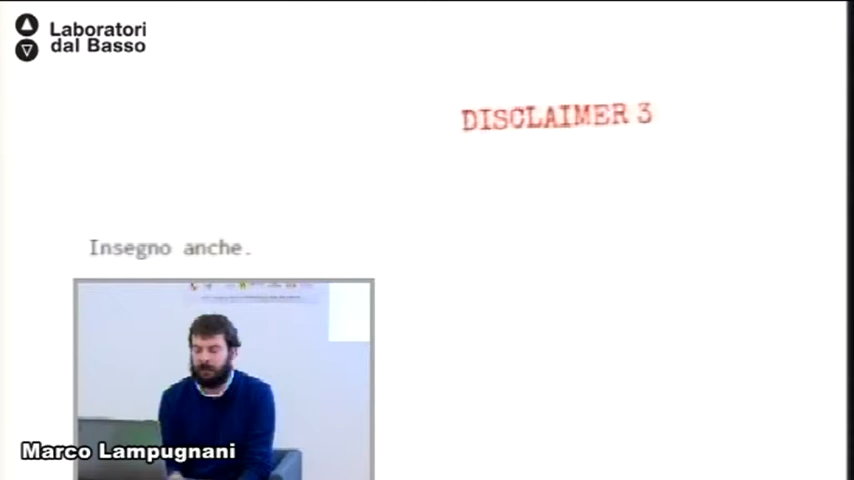 Laboratori
dal Basso
DISCLAIMER 3
Insegno anche.
Marco Lampugnani